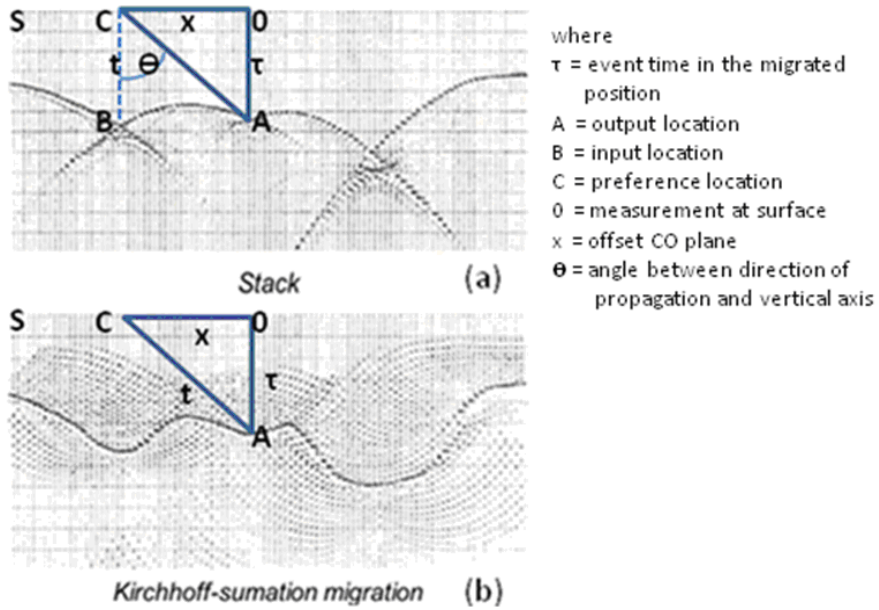 S C x 0
t θ τ
B A
Stack (a)
S C x 0
t τ
A
Kirchhoff-sumation migration (b)
where
τ = event time in the migrated
position
A = output location
B = input location
C = preference location
0 = measurement at surface
x = offset CO plane
θ = angle between direction of
propagation and vertical axis